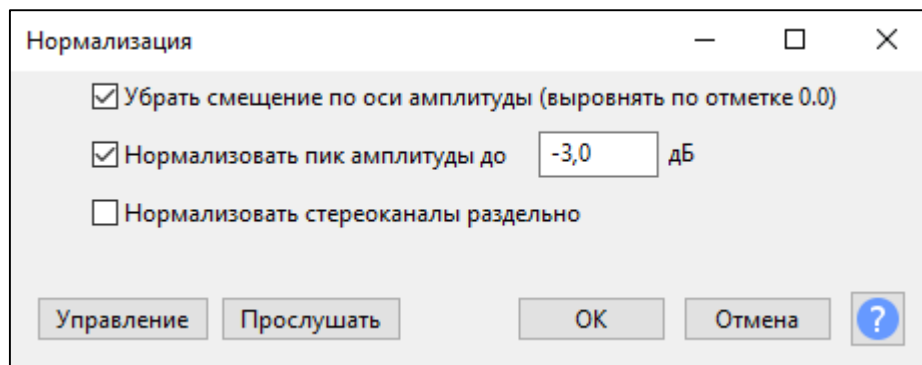 Нормализация
Убрать смещение по оси амплитуды (выровнять по отметке 0.0)
Нормализовать пик амплитуды до -3,0 дБ
Нормализовать стереоканалы раздельно
Управление Прослушать ОК Отмена ?